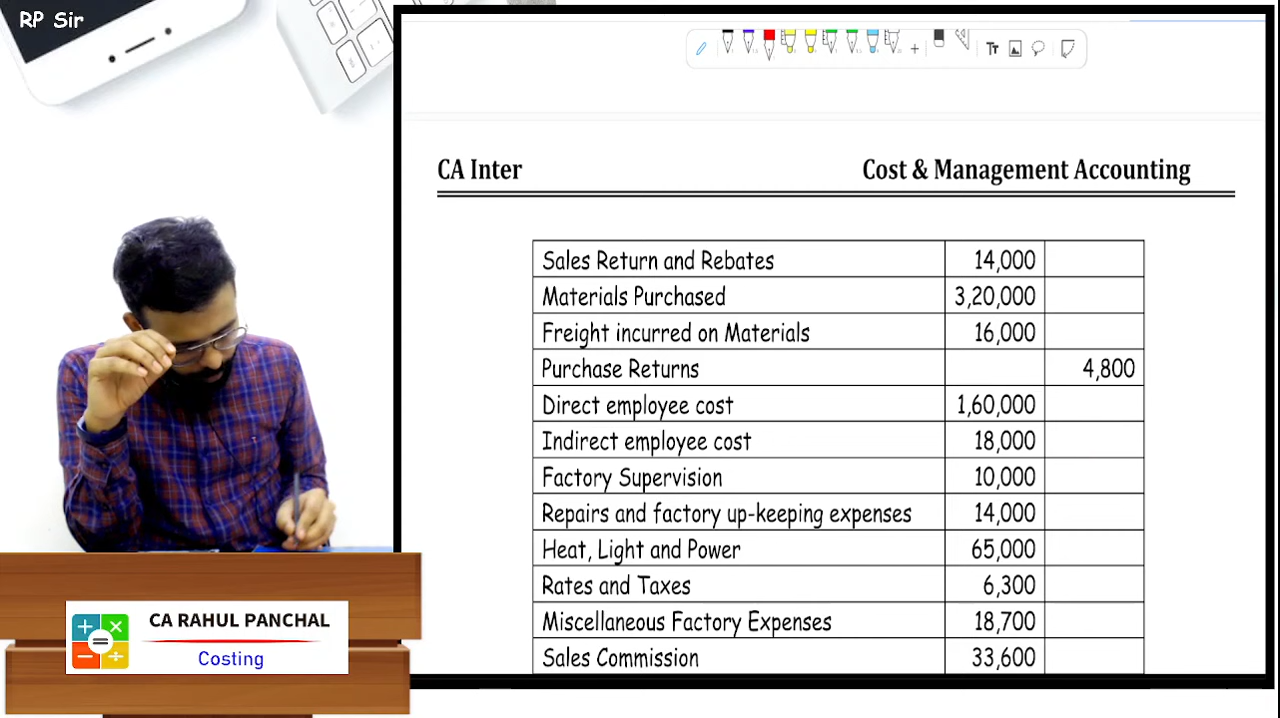 RP Sir
Tr
CA Inter Cost & Management Accounting
Sales Return and Rebates 14,000
Materials Purchased 3,20,000
Freight incurred on Materials 16,000
Purchase Returns 4,800
Direct employee cost 1,60,000
Indirect employee cost 18,000
Factory Supervision 10,000
Repairs and factory up-keeping expenses 14,000
Heat, Light and Power 65,000
Rates and Taxes 6,300
Miscellaneous Factory Expenses 18,700
Sales Commission 33,600
CA RAHUL PANCHAL
Costing